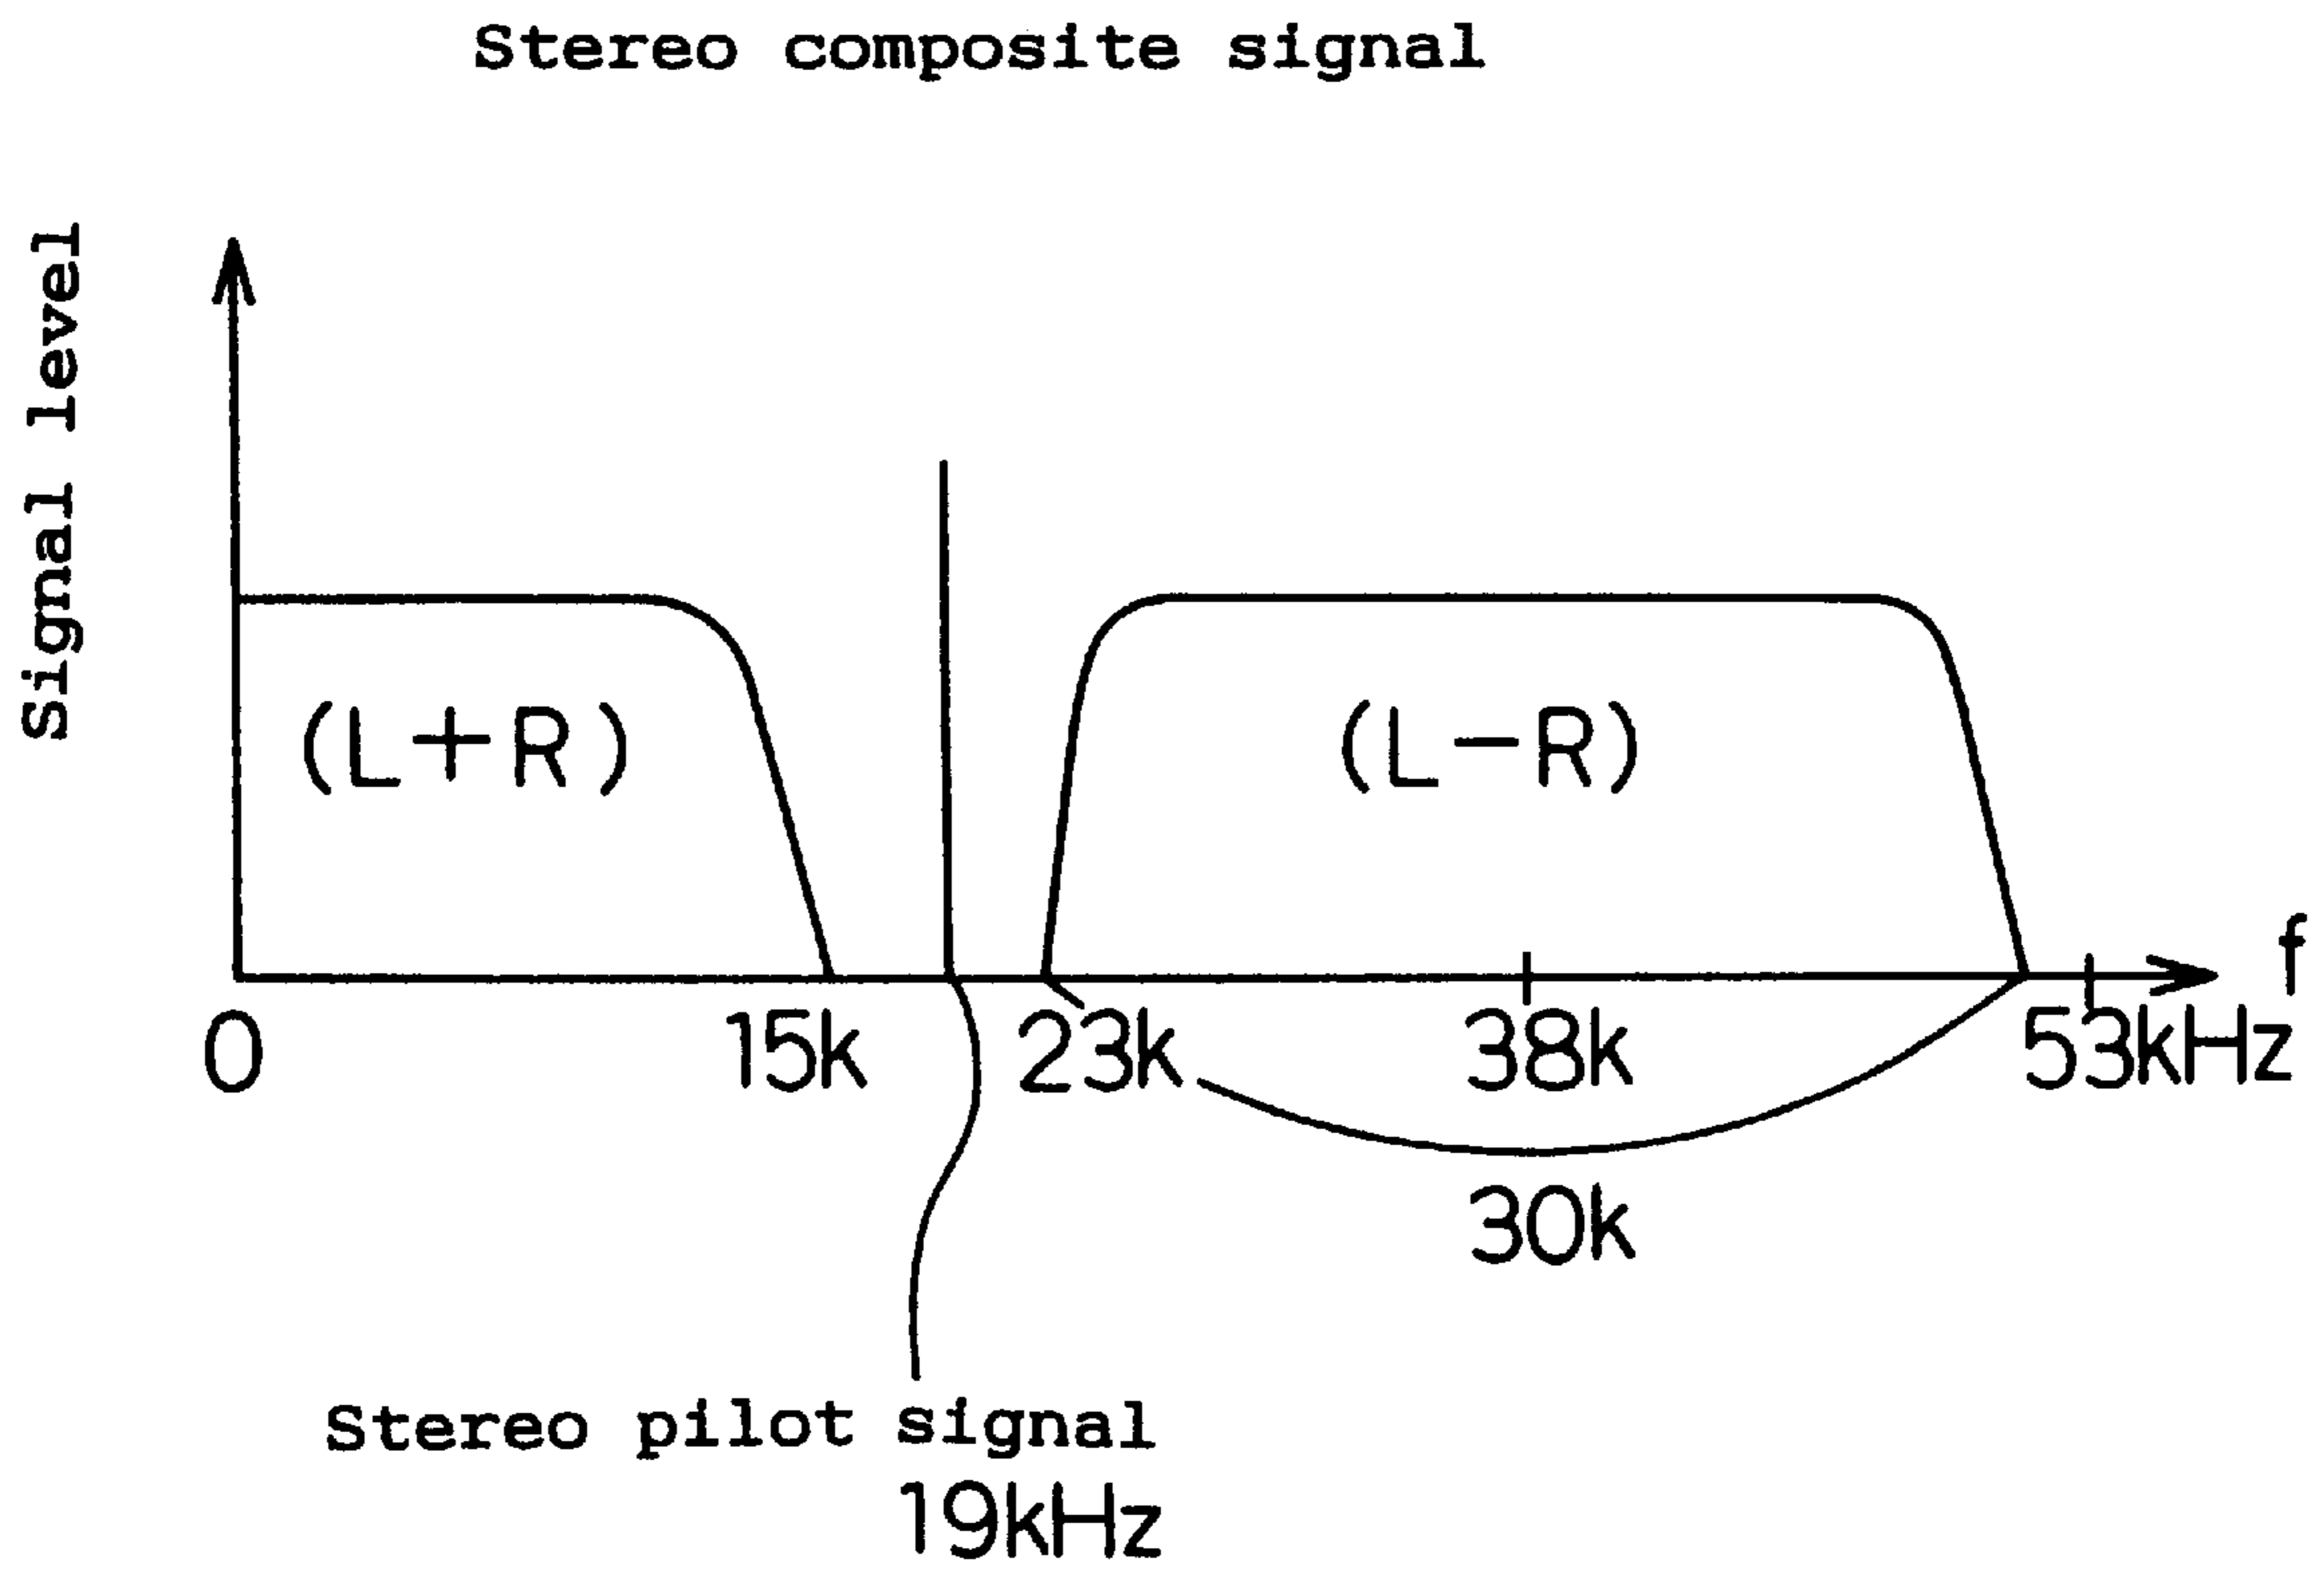 Stereo composite signal
Signal level
(L+R)
(L-R)
f
0
15k
23k
38k
53kHz
30k
Stereo pilot signal
19kHz